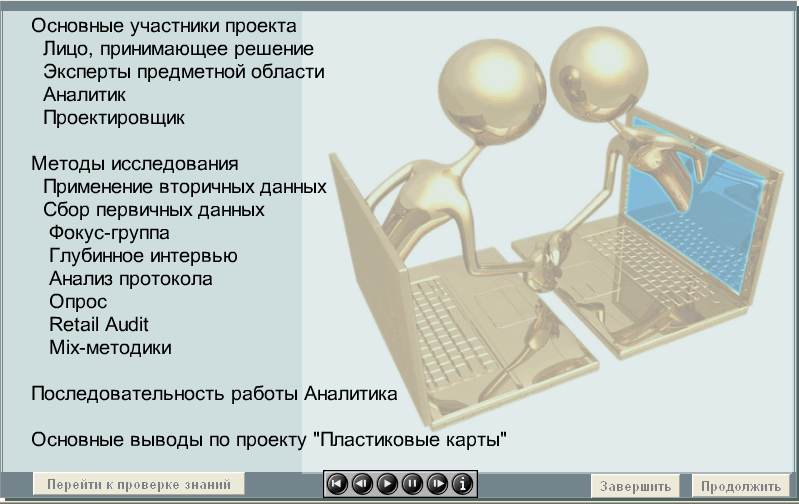 Основные участники проекта
Лицо, принимающее решение
Эксперты предметной области
Аналитик
Проектировщик
Методы исследования
Применение вторичных данных
Сбор первичных данных
Фокус-группа
Глубинное интервью
Анализ протокола
Опрос
Retail Audit
Mix-методики
Последовательность работы Аналитика
Основные выводы по проекту "Пластиковые карты"
Перейти к проверке знаний
i
Завершить
Продолжить